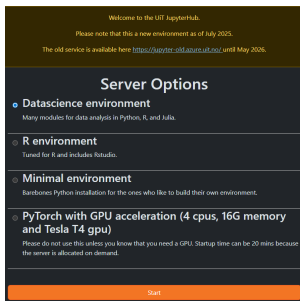 Welcome to the UiT JupyterHub.
Please note that this a new environment as of July 2025.
The old service is available here https://jupyter-old.azure.uit.no/ until May 2026.
Server Options
Datascience environment
Many modules for data analysis in Python, R, and Julia.
R environment
Tuned for R and includes Rstudio.
Minimal environment
Barebones Python installation for the ones who like to build their own environment.
PyTorch with GPU acceleration (4 cpus, 16G memory
and Tesla T4 gpu)
Please do not use this unless you know that you need a GPU. Startup time can be 20 mins because
the server is allocated on demand.
Start